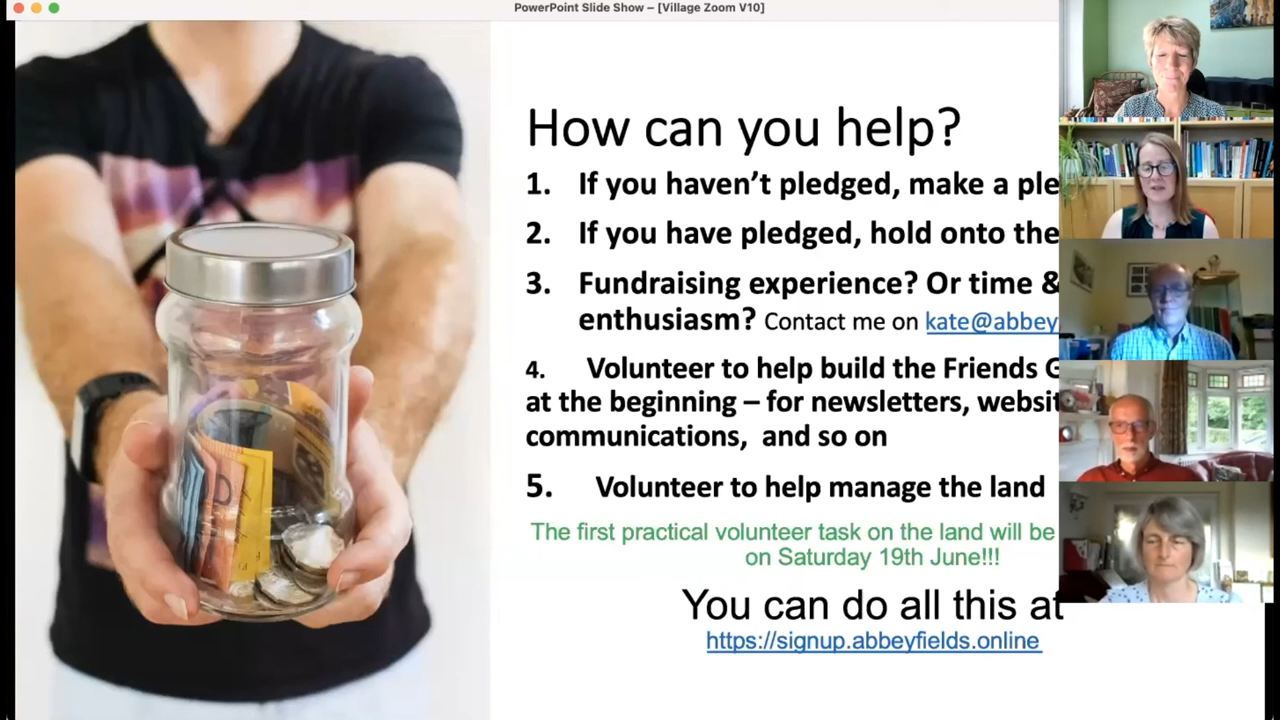 PowerPoint Slide Show – [Village Zoom V10]
How can you help?
1. If you haven’t pledged, make a ple
2. If you have pledged, hold onto the
3. Fundraising experience? Or time &
enthusiasm? Contact me on kate@abbey
4. Volunteer to help build the Friends G
at the beginning – for newsletters, websit
communications, and so on
5. Volunteer to help manage the land
The first practical volunteer task on the land will be
on Saturday 19th June!!!
You can do all this at
https://signup.abbeyfields.online